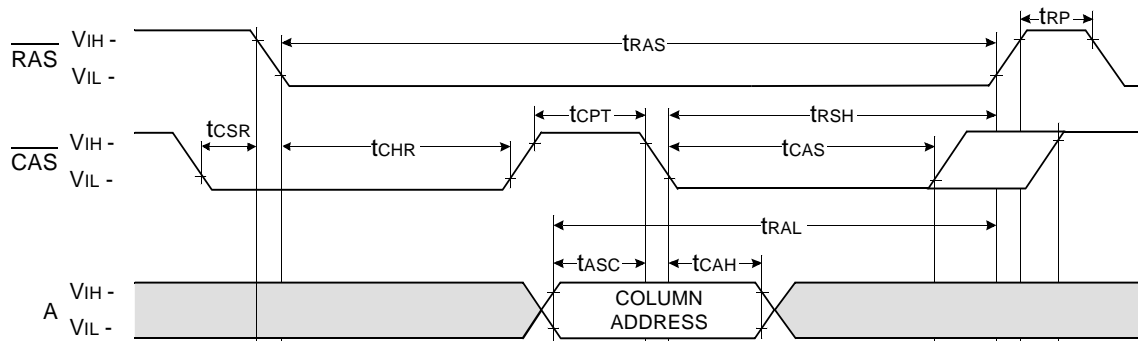 tRP
RAS
VIH -
VIL -
tRAS
tCPT
tRSH
tCSR
CAS
VIH -
VIL -
tCHR
tCAS
tRAL
tASC
tCAH
A
VIH -
VIL -
COLUMN
ADDRESS